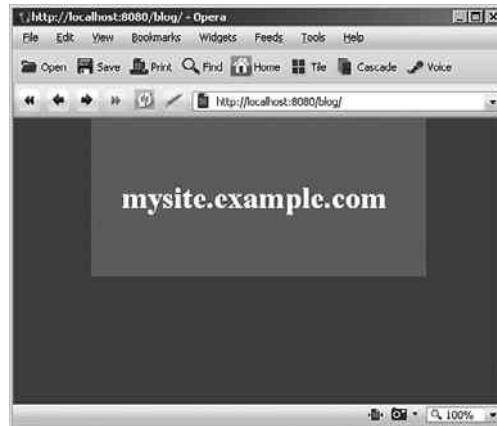 http://localhost:8080/blog/ - Opera
File Edit View Bookmarks Widgets Feeds Tools Help
Open Save Print Find Home Tile Cascade Voice
http://localhost:8080/blog/
mysite.example.com
100%